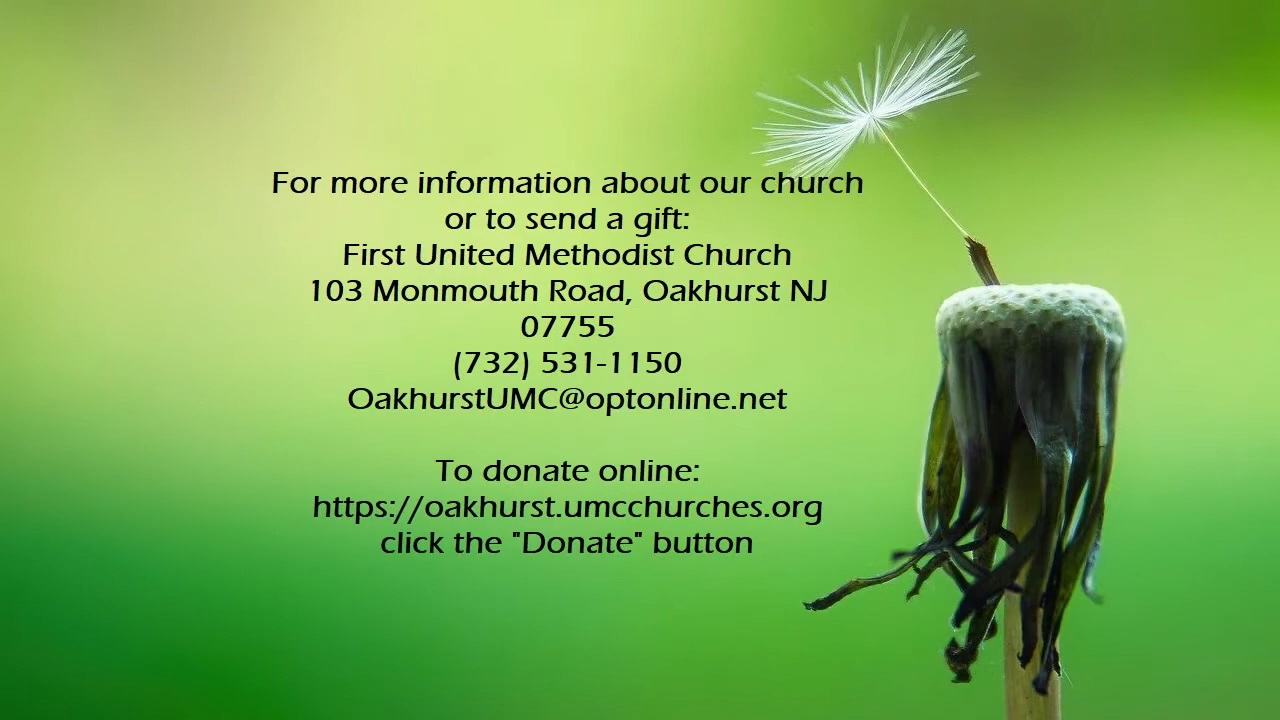 For more information about our church
or to send a gift:
First United Methodist Church
103 Monmouth Road, Oakhurst NJ
07755
(732) 531-1150
OakhurstUMC@optonline.net
To donate online:
https://oakhurst.umcchurches.org
click the "Donate" button